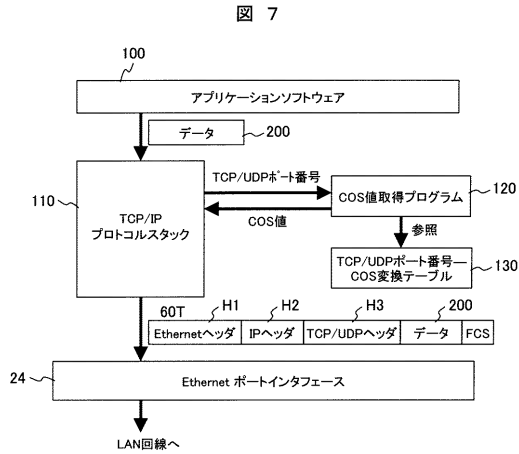 図 7
100
アプリケーションソフトウェア
データ
200
110
TCP/IP
プロトコルスタック
TCP/UDPポート番号
COS値
COS値取得プログラム
120
参照
TCP/UDPポート番号―
COS変換テーブル
130
60T
H1
H2
H3
200
Ethernetヘッダ
IPヘッダ
TCP/UDPヘッダ
データ
FCS
24
Ethernet ポートインタフェース
LAN回線へ